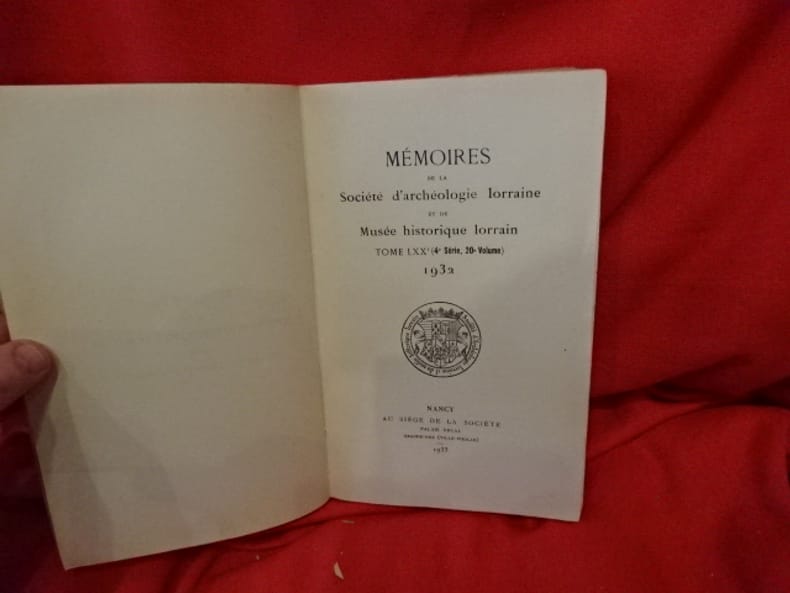 MÉMOIRES
DE LA
Société d'archéologie lorraine
ET DU
Musée historique lorrain
TOME LXXᵉ (4ᵉ Série, 20ᵉ Volume)
1932
NANCY
AU SIÈGE DE LA SOCIÉTÉ
PALAIS DUCAL
1933